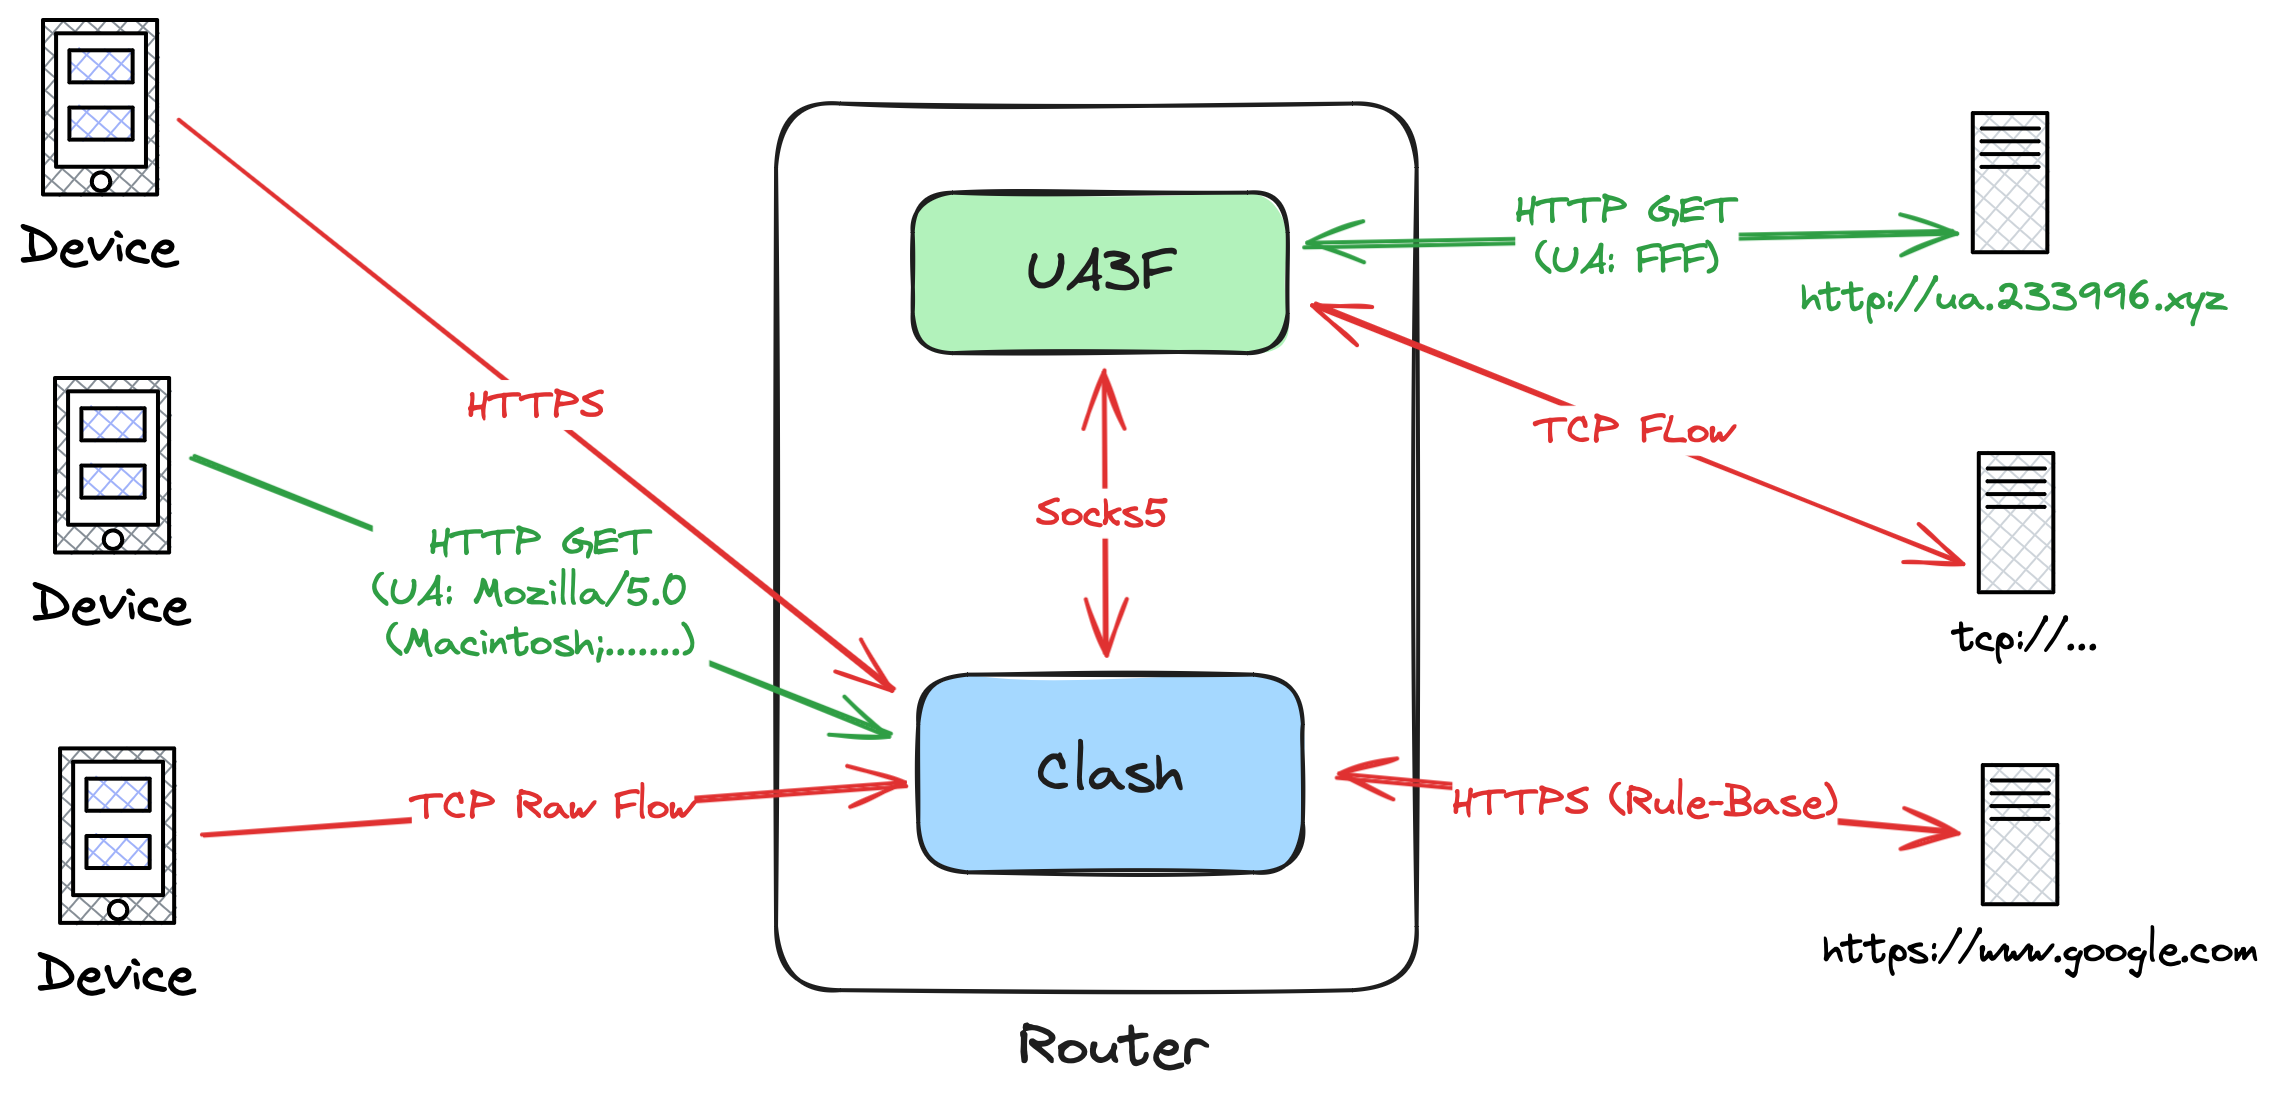 Device
HTTPS
Device
HTTP GET
(UA: Mozilla/5.0
(Macintosh;.......)
Device
TCP Raw Flow
UA3F
Socks5
Clash
Router
HTTP GET
(UA: FFF)
http://ua.233996.xyz
TCP FLow
tcp://...
HTTPS (Rule-Base)
https://www.google.com